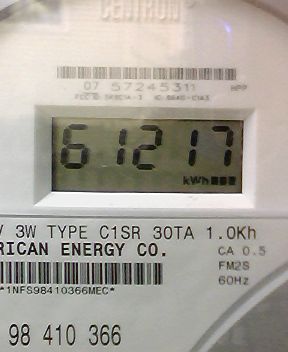 CENTRON
07 57245311
61217
kWh
V 3W TYPE C1SR 30TA 1.0Kh
RICAN ENERGY CO.
CA 0.5
FM2S
*1NFS98410366MEC*
60Hz
98 410 366